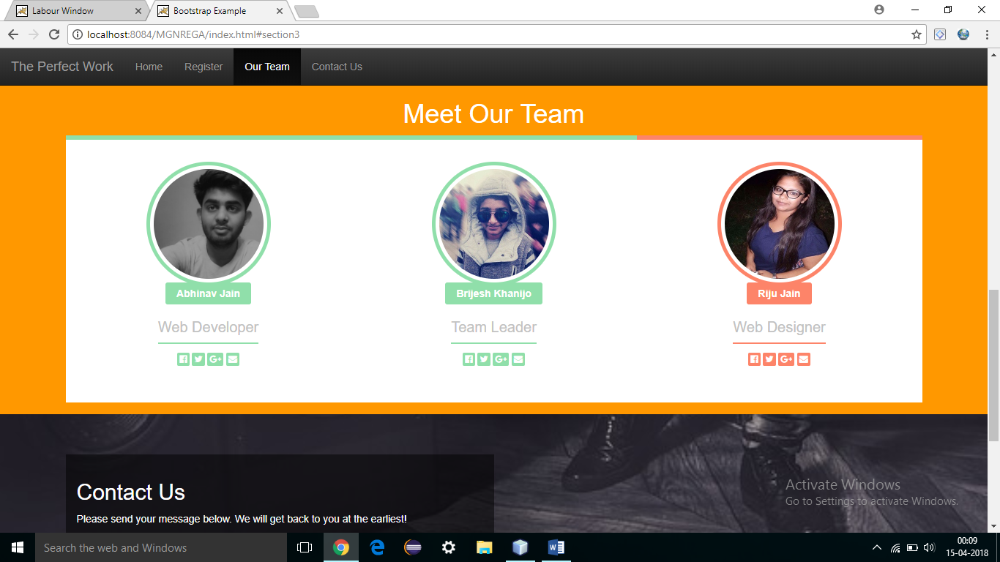 Labour Window
Bootstrap Example
localhost:8084/MGNREGA/index.html#section3
The Perfect Work
Home
Register
Our Team
Contact Us
Meet Our Team
Abhinav Jain
Brijesh Khanijo
Riju Jain
Web Developer
Team Leader
Web Designer
Contact Us
Please send your message below. We will get back to you at the earliest!
Activate Windows
Go to Settings to activate Windows.
Search the web and Windows
00:09
15-04-2018